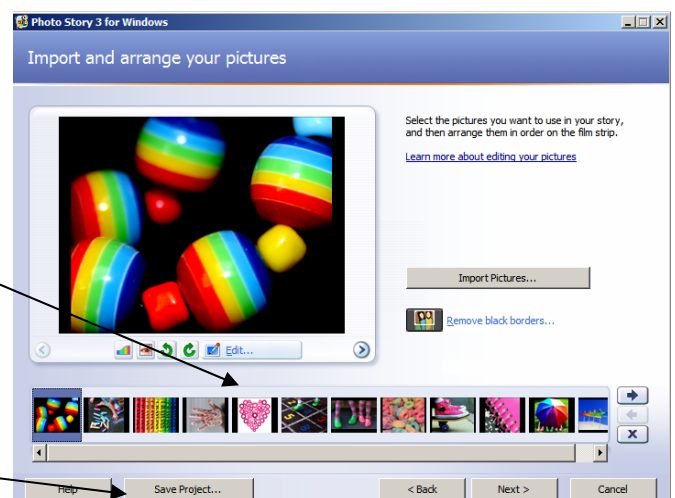 Photo Story 3 for Windows
Import and arrange your pictures
Select the pictures you want to use in your story,
and then arrange them in order on the film strip.
Learn more about editing your pictures
Import Pictures...
Remove black borders...
Edit...
Help
Save Project...
< Back
Next >
Cancel